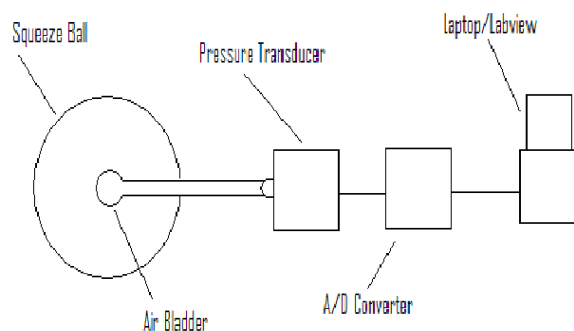 Laptop/Labview
Squeeze Ball
Pressure Transducer
A/D Converter
Air Bladder